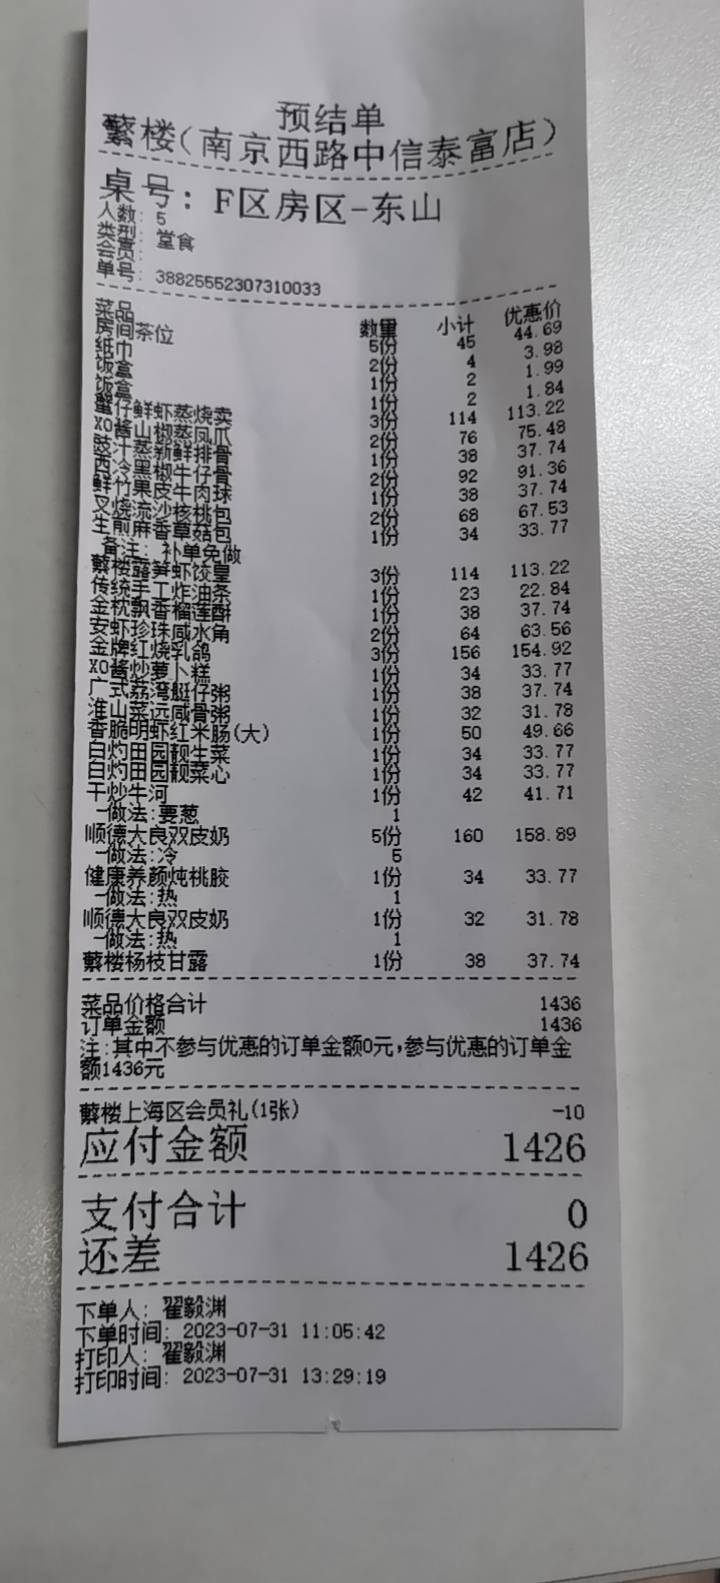 预结单
蘩楼(南京西路中信泰富店)
桌号: F区房区-东山
人数: 5
类型: 堂食
会员:
单号: 38825552307310033
菜品 数量 小计 优惠价
房间茶位 5份 45 44.69
纸巾 2份 4 3.98
饭盒 1份 2 1.99
饭盒 1份 2 1.84
蟹仔鲜虾蒸烧卖 3份 114 113.22
XO酱山椒蒸凤爪 2份 76 75.48
豉汁蒸新鲜排骨 1份 38 37.74
西冷黑椒牛仔骨 2份 92 91.36
鲜竹果皮牛肉球 1份 38 37.74
叉烧流沙核桃包 2份 68 67.53
生煎麻香草菇包 1份 34 33.77
备注: 补单免做
蘩楼露笋虾饺皇 3份 114 113.22
传统手工炸油条 1份 23 22.84
金枕飘香榴莲酥 1份 38 37.74
安虾珍珠咸水角 2份 64 63.56
金牌红烧乳鸽 3份 156 154.92
XO酱炒萝卜糕 1份 34 33.77
广式荔湾艇仔粥 1份 38 37.74
淮山菜远咸骨粥 1份 32 31.78
香脆明虾红米肠(大) 1份 50 49.66
白灼田园靓生菜 1份 34 33.77
白灼田园靓菜心 1份 34 33.77
干炒牛河 1份 42 41.71
-做法:要葱 1
顺德大良双皮奶 5份 160 158.89
-做法:冷 5
健康养颜炖桃胶 1份 34 33.77
-做法:热 1
顺德大良双皮奶 1份 32 31.78
-做法:热 1
蘩楼杨枝甘露 1份 38 37.74
菜品价格合计 1436
订单金额 1436
注:其中不参与优惠的订单金额0元,参与优惠的订单金
额1436元
蘩楼上海区会员礼(1张) -10
应付金额 1426
支付合计 0
还差 1426
下单人: 翟毅渊
下单时间: 2023-07-31 11:05:42
打印人: 翟毅渊
打印时间: 2023-07-31 13:29:19